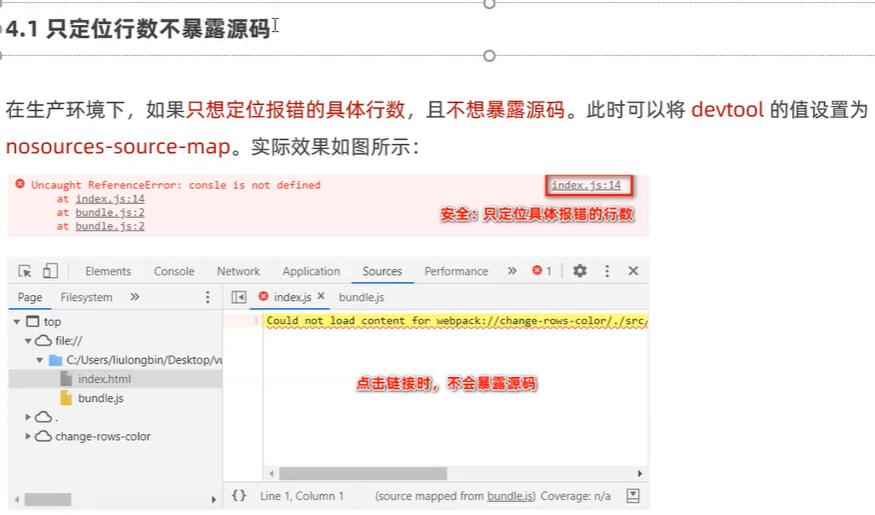 4.1 只定位行数不暴露源码
在生产环境下，如果只想定位报错的具体行数，且不想暴露源码。此时可以将 devtool 的值设置为
nosources-source-map。实际效果如图所示：
Uncaught ReferenceError: consle is not defined
index.js:14
at index.js:14
at bundle.js:2
安全：只定位具体报错的行数
at bundle.js:2
Elements Console Network Application Sources Performance » 1
Page Filesystem » index.js × bundle.js
1 Could not load content for webpack://change-rows-color/./src/
top
file://
C:/Users/liulongbin/Desktop/vu
index.html
点击链接时，不会暴露源码
bundle.js
.
change-rows-color
{} Line 1, Column 1 (source mapped from bundle.js) Coverage: n/a